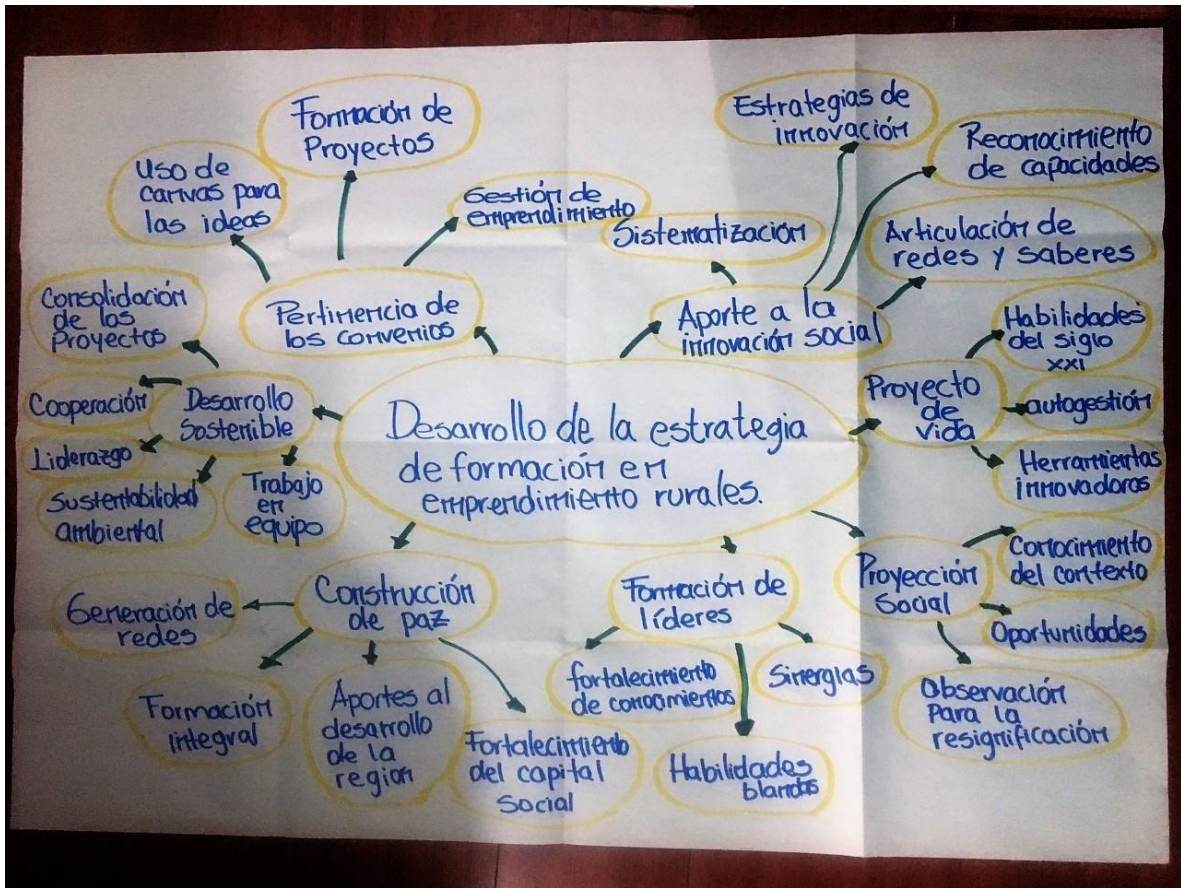 Formación de
Proyectos
Uso de
canvas para
las ideas
Gestión de
emprendimiento
Pertinencia de
los convenios
Estrategias de
innovación
Reconocimiento
de capacidades
Sistematización
Articulación de
redes y saberes
Aporte a la
innovación social
Consolidación
de los
Proyectos
Cooperación
Liderazgo
Sustentabilidad
ambiental
Desarrollo
Sostenible
Trabajo
en
equipo
Desarrollo de la estrategia
de formación en
emprendimiento rurales.
Proyecto
de
vida
Habilidades
del siglo
XXI
autogestión
Herramientas
innovadoras
Construcción
de paz
Generación de
redes
Formación
integral
Aportes al
desarrollo
de la
region
Fortalecimiento
del capital
Social
Formación de
líderes
fortalecimiento
de conocimientos
Habilidades
blandas
Sinergias
Proyección
Social
Conocimiento
del contexto
Oportunidades
Observación
Para la
resignificación